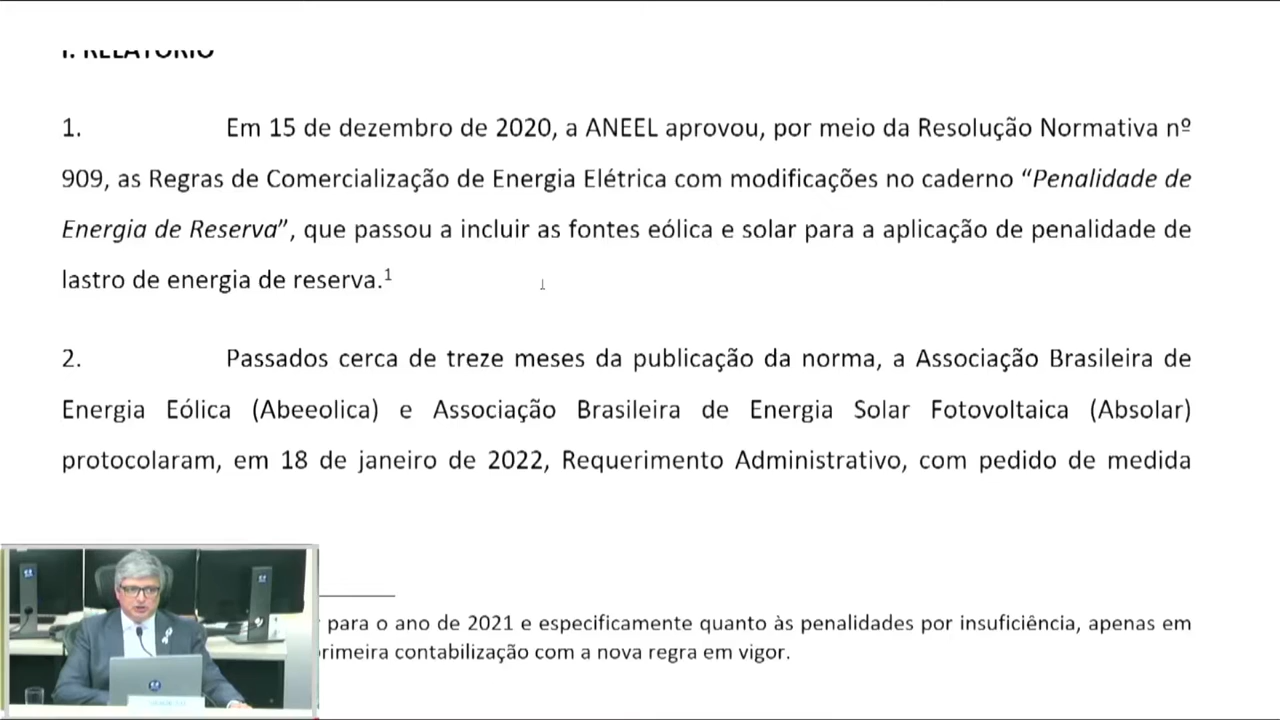 I. RELATÓRIO
1. Em 15 de dezembro de 2020, a ANEEL aprovou, por meio da Resolução Normativa nº
909, as Regras de Comercialização de Energia Elétrica com modificações no caderno “Penalidade de
Energia de Reserva”, que passou a incluir as fontes eólica e solar para a aplicação de penalidade de
lastro de energia de reserva.¹
2. Passados cerca de treze meses da publicação da norma, a Associação Brasileira de
Energia Eólica (Abeeolica) e Associação Brasileira de Energia Solar Fotovoltaica (Absolar)
protocolaram, em 18 de janeiro de 2022, Requerimento Administrativo, com pedido de medida
para o ano de 2021 e especificamente quanto às penalidades por insuficiência, apenas em
primeira contabilização com a nova regra em vigor.